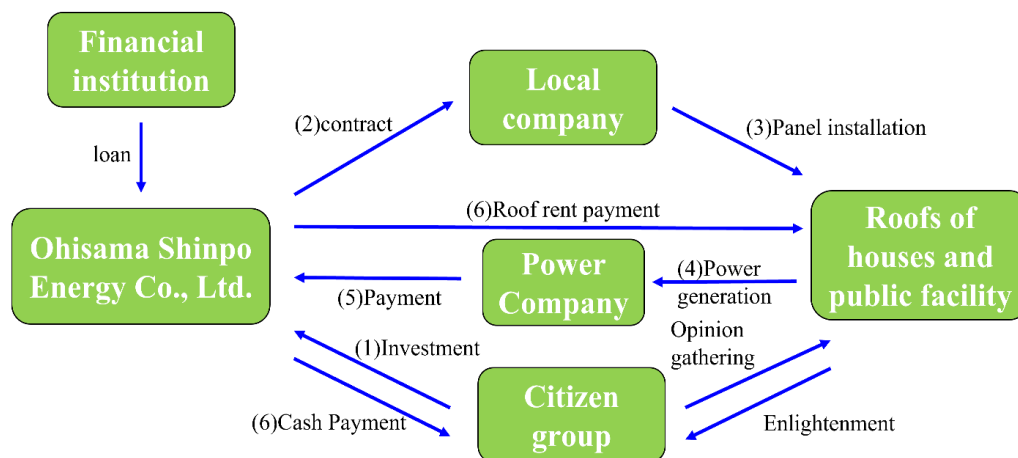 Financial
institution
Local
company
(2)contract
(3)Panel installation
loan
(6)Roof rent payment
Ohisama Shinpo
Energy Co., Ltd.
Power
Company
(4)Power
generation
Roofs of
houses and
public facility
(5)Payment
(1)Investment
Opinion
gathering
Citizen
group
(6)Cash Payment
Enlightenment